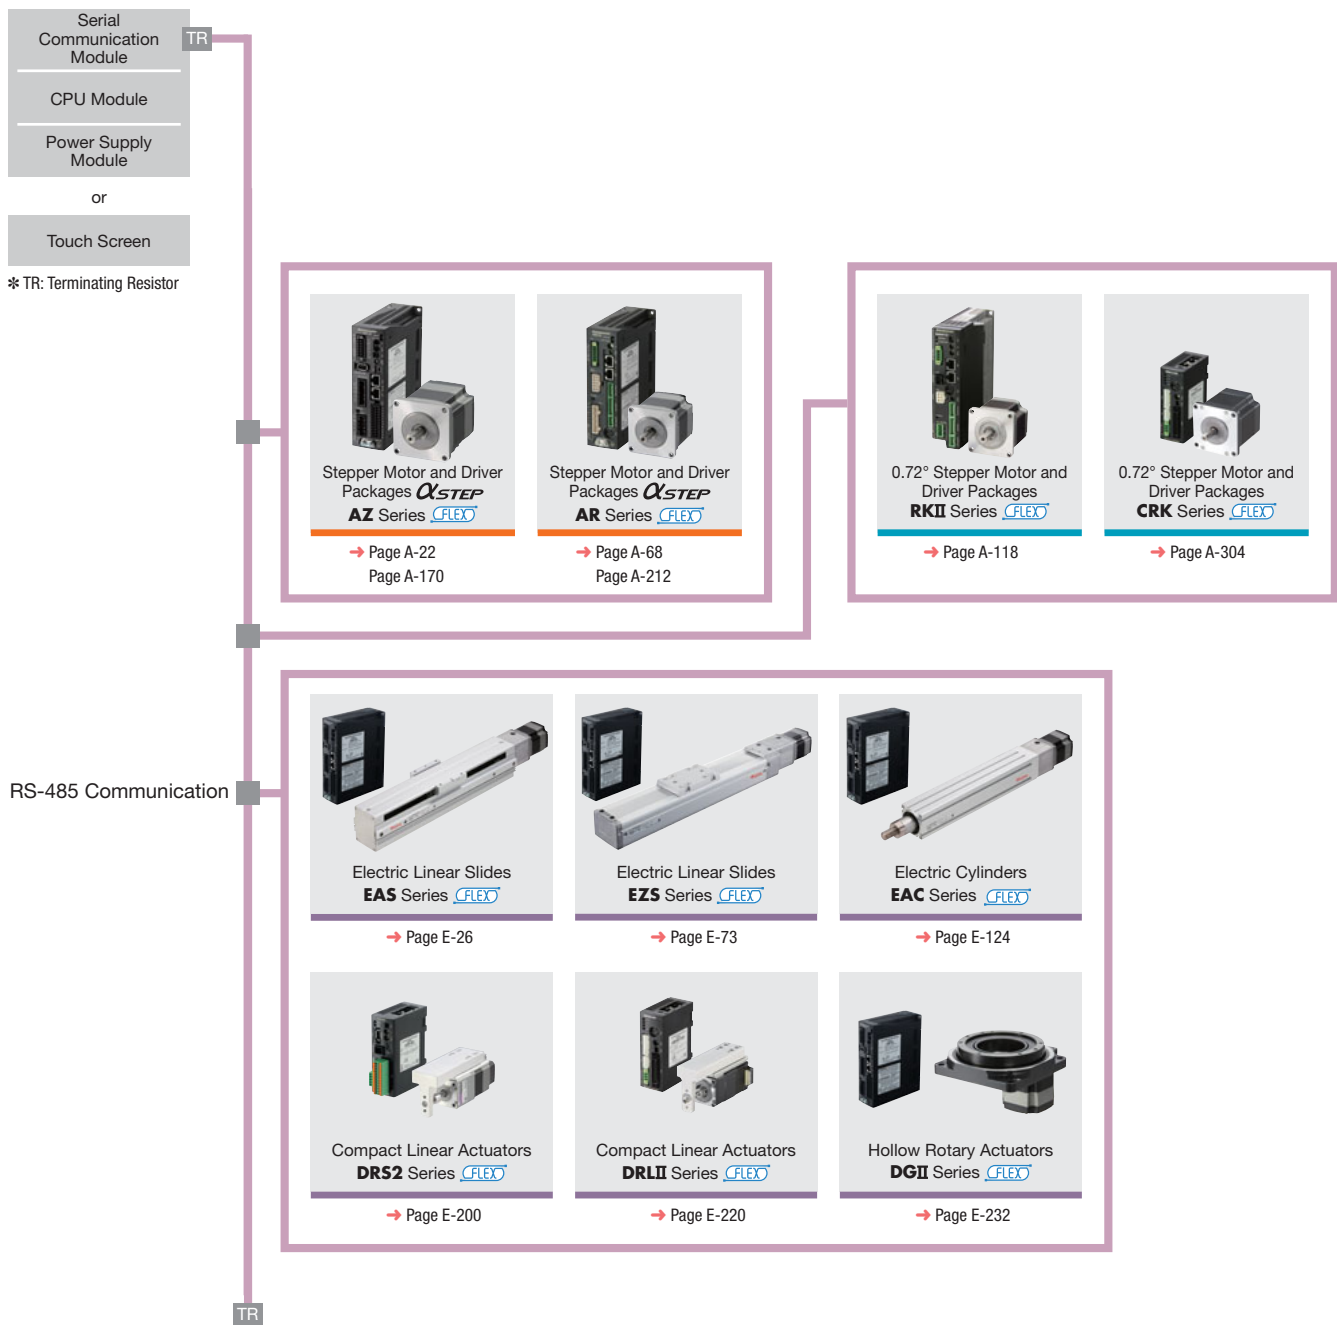 Serial
Communication
Module
TR
CPU Module
Power Supply
Module
or
Touch Screen
✻ TR: Terminating Resistor
Stepper Motor and Driver
Packages αSTEP
AZ Series FLEX
→ Page A-22
Page A-170
Stepper Motor and Driver
Packages αSTEP
AR Series FLEX
→ Page A-68
Page A-212
0.72° Stepper Motor and
Driver Packages
RKII Series FLEX
→ Page A-118
0.72° Stepper Motor and
Driver Packages
CRK Series FLEX
→ Page A-304
RS-485 Communication
Electric Linear Slides
EAS Series FLEX
→ Page E-26
Electric Linear Slides
EZS Series FLEX
→ Page E-73
Electric Cylinders
EAC Series FLEX
→ Page E-124
Compact Linear Actuators
DRS2 Series FLEX
→ Page E-200
Compact Linear Actuators
DRLII Series FLEX
→ Page E-220
Hollow Rotary Actuators
DGII Series FLEX
→ Page E-232
TR